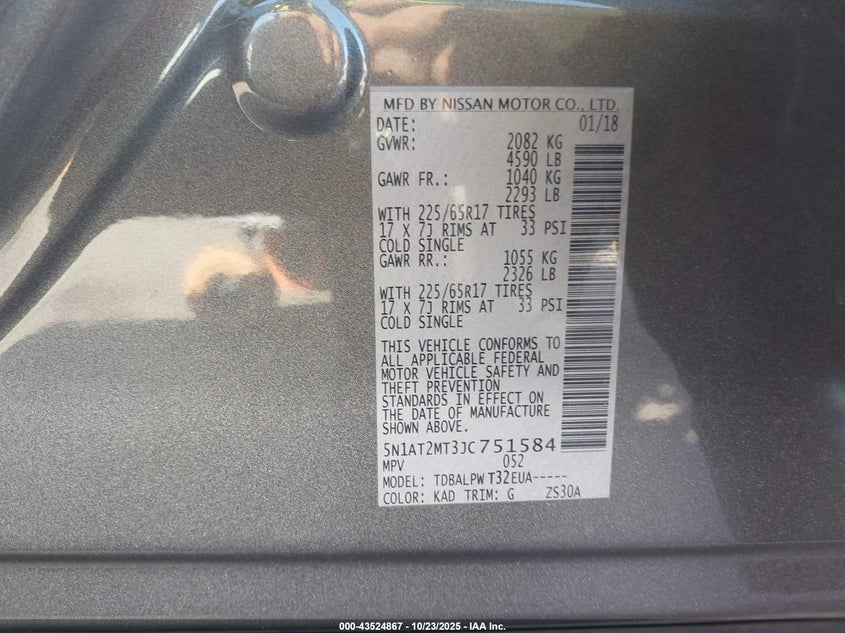 MFD BY NISSAN MOTOR CO., LTD.
DATE: 01/18
GVWR: 2082 KG
4590 LB
GAWR FR.: 1040 KG
2293 LB
WITH 225/65R17 TIRES
17 X 7J RIMS AT 33 PSI
COLD SINGLE
GAWR RR.: 1055 KG
2326 LB
WITH 225/65R17 TIRES
17 X 7J RIMS AT 33 PSI
COLD SINGLE
THIS VEHICLE CONFORMS TO
ALL APPLICABLE FEDERAL
MOTOR VEHICLE SAFETY AND
THEFT PREVENTION
STANDARDS IN EFFECT ON
THE DATE OF MANUFACTURE
SHOWN ABOVE.
5N1AT2MT3JC751584
MPV 052
MODEL: TDBALPW T32EUA-----
COLOR: KAD TRIM: G ZS30A
000-43524867 - 10/23/2025 - IAA Inc.